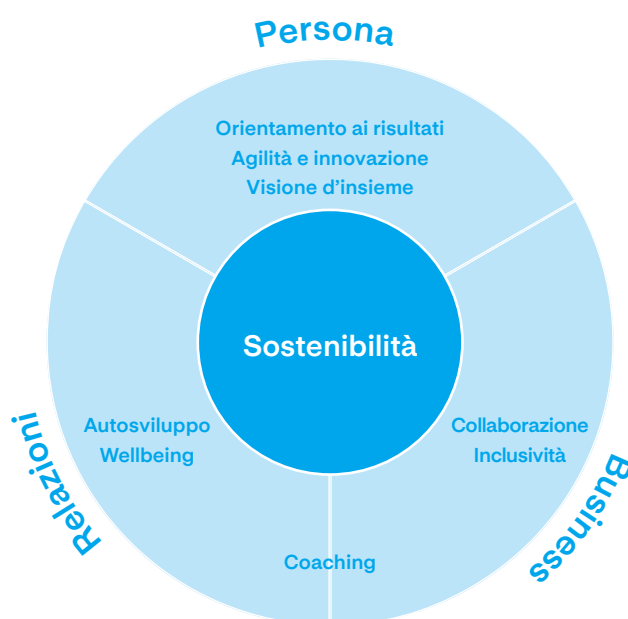 Persona
Orientamento ai risultati
Agilità e innovazione
Visione d'insieme
Sostenibilità
Autosviluppo
Wellbeing
Collaborazione
Inclusività
Relazioni
Business
Coaching